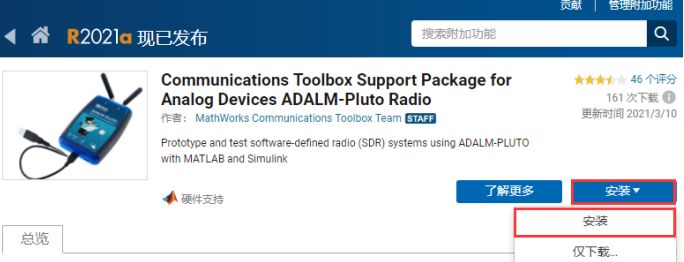 贡献 | 管理附加功能
R2021a 现已发布
搜索附加功能
Communications Toolbox Support Package for
Analog Devices ADALM-Pluto Radio
46 个评分
161 次下载
更新时间 2021/3/10
作者: MathWorks Communications Toolbox Team STAFF
Prototype and test software-defined radio (SDR) systems using ADALM-PLUTO
with MATLAB and Simulink
硬件支持
了解更多
安装
安装
仅下载...
总览